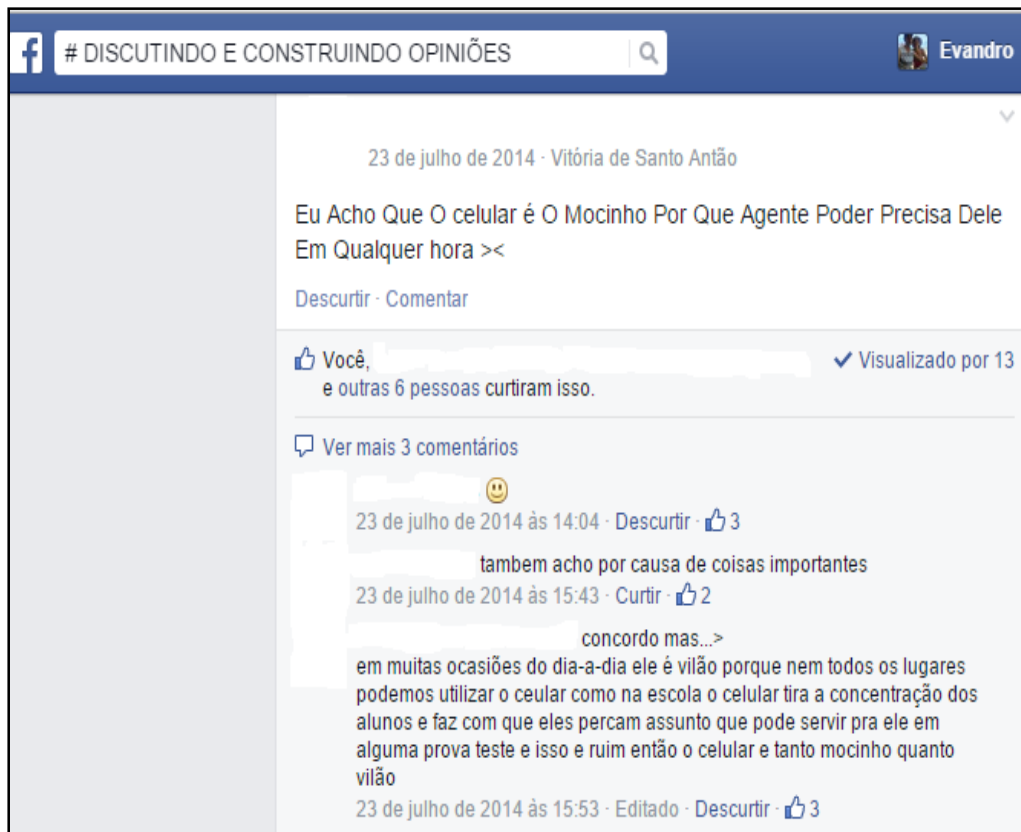 f # DISCUTINDO E CONSTRUINDO OPINIÕES Evandro
23 de julho de 2014 · Vitória de Santo Antão
Eu Acho Que O celular é O Mocinho Por Que Agente Poder Precisa Dele
Em Qualquer hora ><
Descurtir · Comentar
Você, Visualizado por 13
e outras 6 pessoas curtiram isso.
Ver mais 3 comentários
23 de julho de 2014 às 14:04 · Descurtir · 3
tambem acho por causa de coisas importantes
23 de julho de 2014 às 15:43 · Curtir · 2
concordo mas...>
em muitas ocasiões do dia-a-dia ele é vilão porque nem todos os lugares
podemos utilizar o ceular como na escola o celular tira a concentração dos
alunos e faz com que eles percam assunto que pode servir pra ele em
alguma prova teste e isso e ruim então o celular e tanto mocinho quanto
vilão
23 de julho de 2014 às 15:53 · Editado · Descurtir · 3